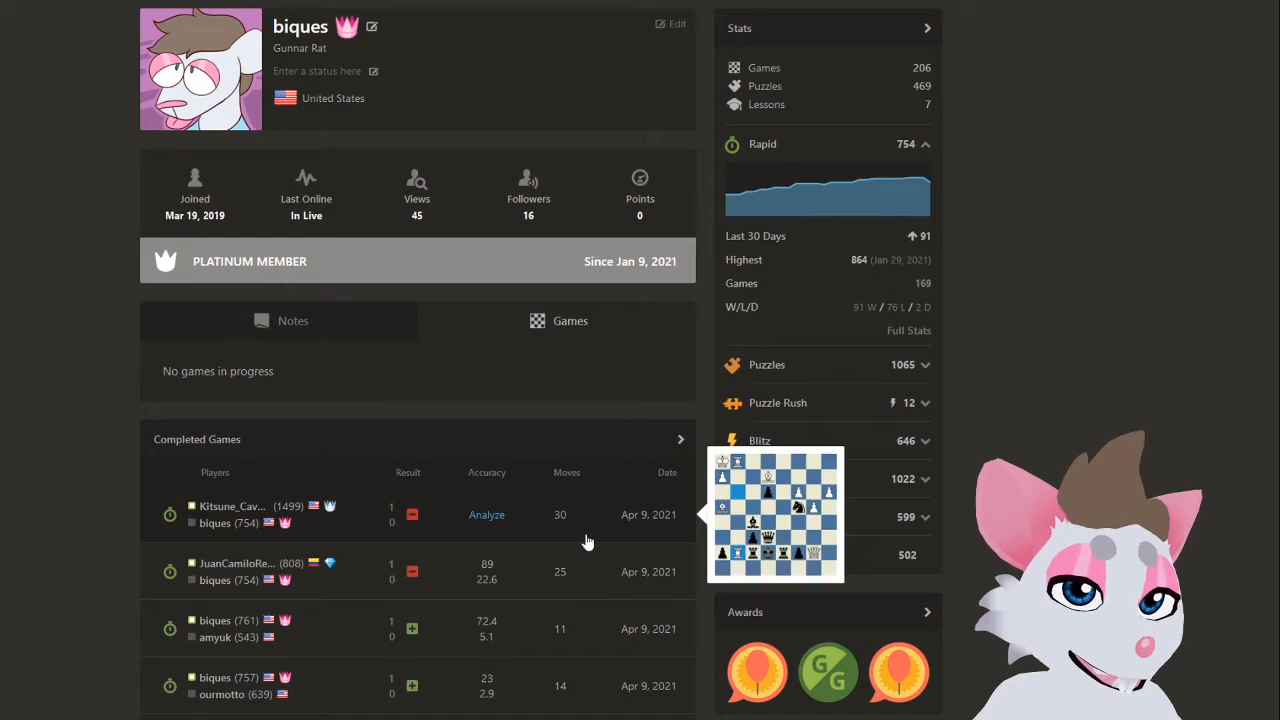 biques
Edit
Gunnar Rat
Enter a status here
United States
Joined
Mar 19, 2019
Last Online
In Live
Views
45
Followers
16
Points
0
PLATINUM MEMBER
Since Jan 9, 2021
Notes
Games
No games in progress
Completed Games
Players Result Accuracy Moves Date
Kitsune_Cav... (1499) 1
biques (754) 0
Analyze 30 Apr 9, 2021
JuanCamiloRe... (808) 1 89
biques (754) 0 22.6
25 Apr 9, 2021
biques (761) 1 72.4
amyuk (543) 0 5.1
11 Apr 9, 2021
biques (757) 1 23
ourmotto (639) 0 2.9
14 Apr 9, 2021
Stats
Games 206
Puzzles 469
Lessons 7
Rapid 754
Last 30 Days 91
Highest 864 (Jan 29, 2021)
Games 169
W/L/D 91 W / 76 L / 2 D
Full Stats
Puzzles 1065
Puzzle Rush 12
Blitz 646
1022
599
502
Awards
G
G